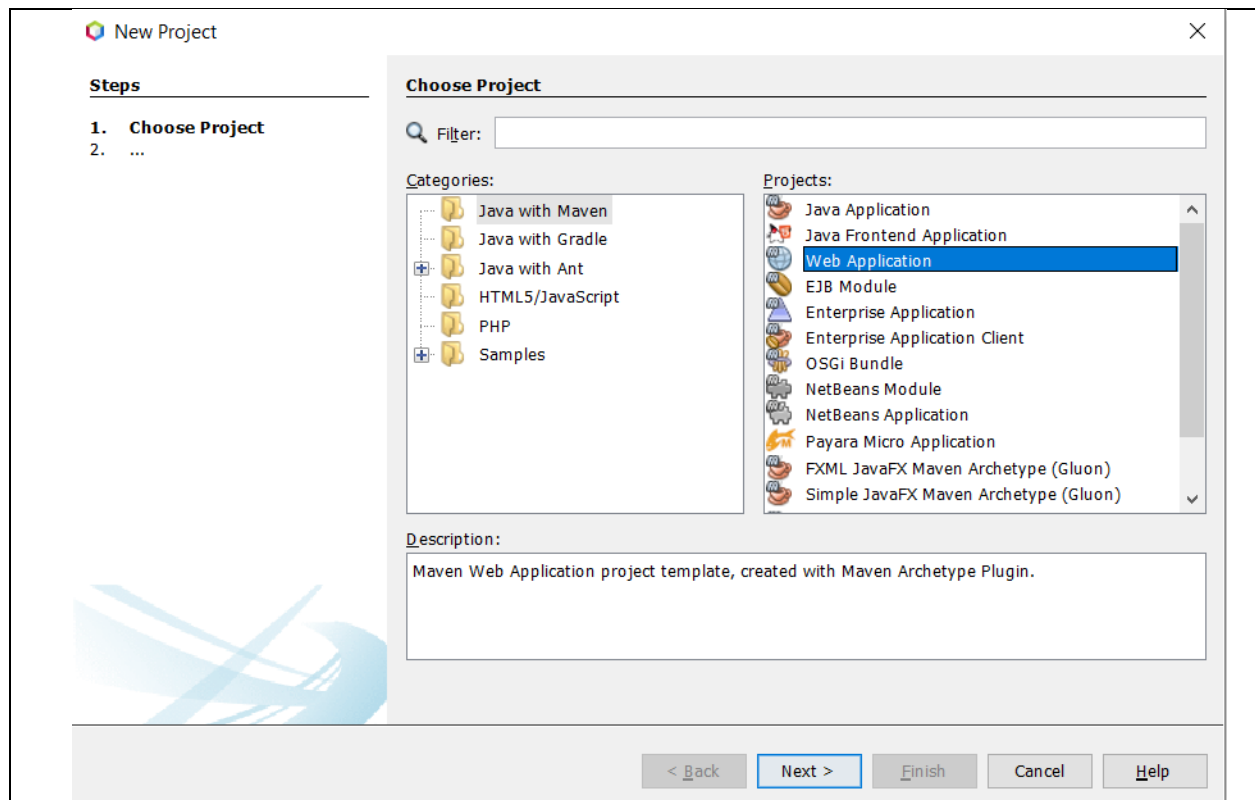 New Project
Steps
1. Choose Project
2. ...
Choose Project
Filter:
Categories:
Java with Maven
Java with Gradle
Java with Ant
HTML5/JavaScript
PHP
Samples
Projects:
Java Application
Java Frontend Application
Web Application
EJB Module
Enterprise Application
Enterprise Application Client
OSGi Bundle
NetBeans Module
NetBeans Application
Payara Micro Application
FXML JavaFX Maven Archetype (Gluon)
Simple JavaFX Maven Archetype (Gluon)
Description:
Maven Web Application project template, created with Maven Archetype Plugin.
< Back Next > Finish Cancel Help